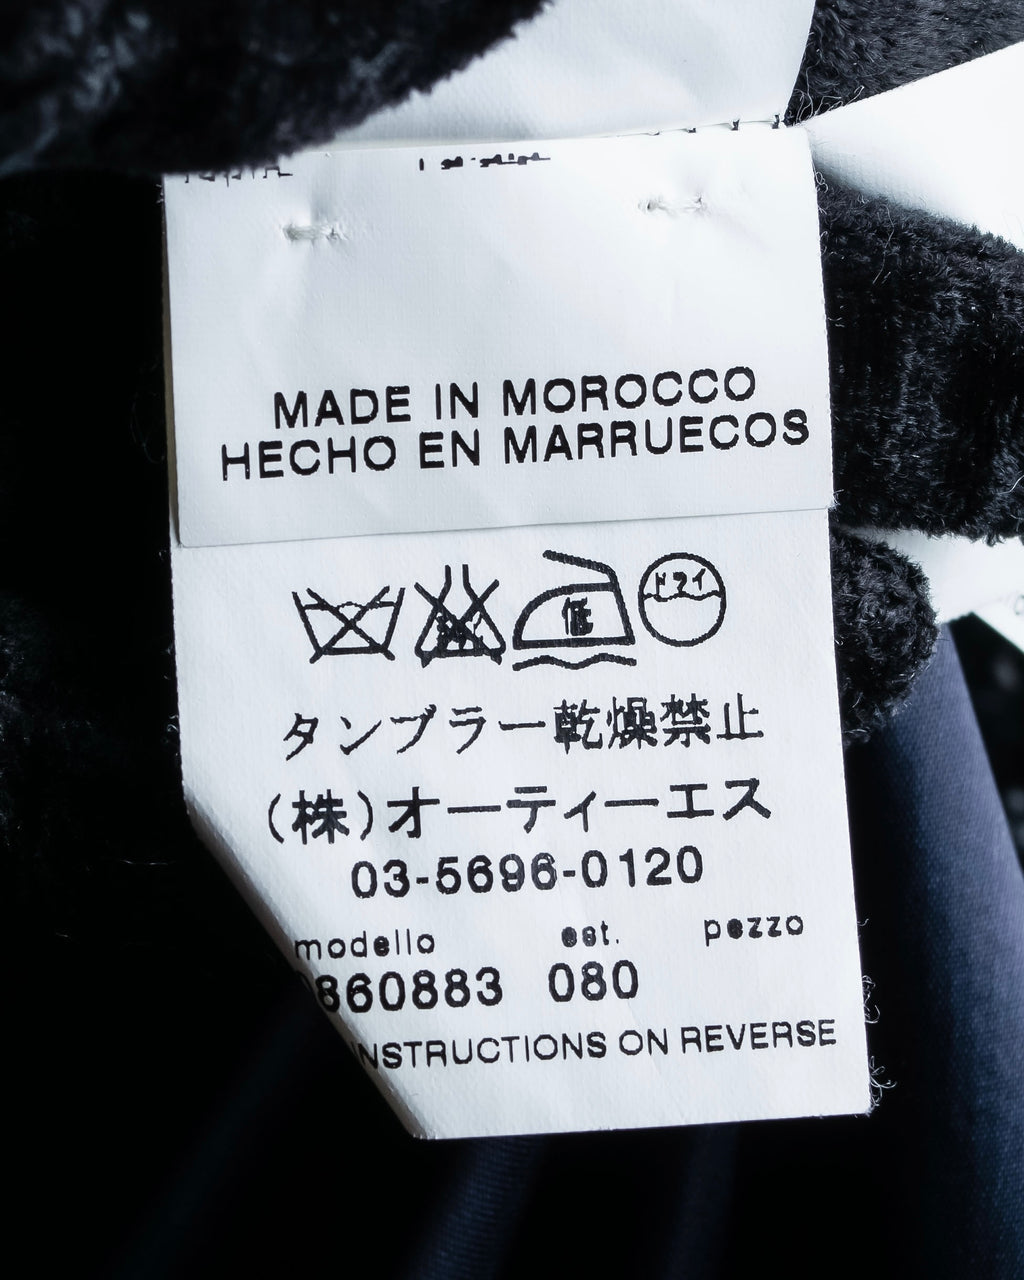 MADE IN MOROCCO
HECHO EN MARRUECOS
低 ドライ
タンブラー乾燥禁止
(株)オーティーエス
03-5696-0120
modello est. pezzo
860883 080
INSTRUCTIONS ON REVERSE